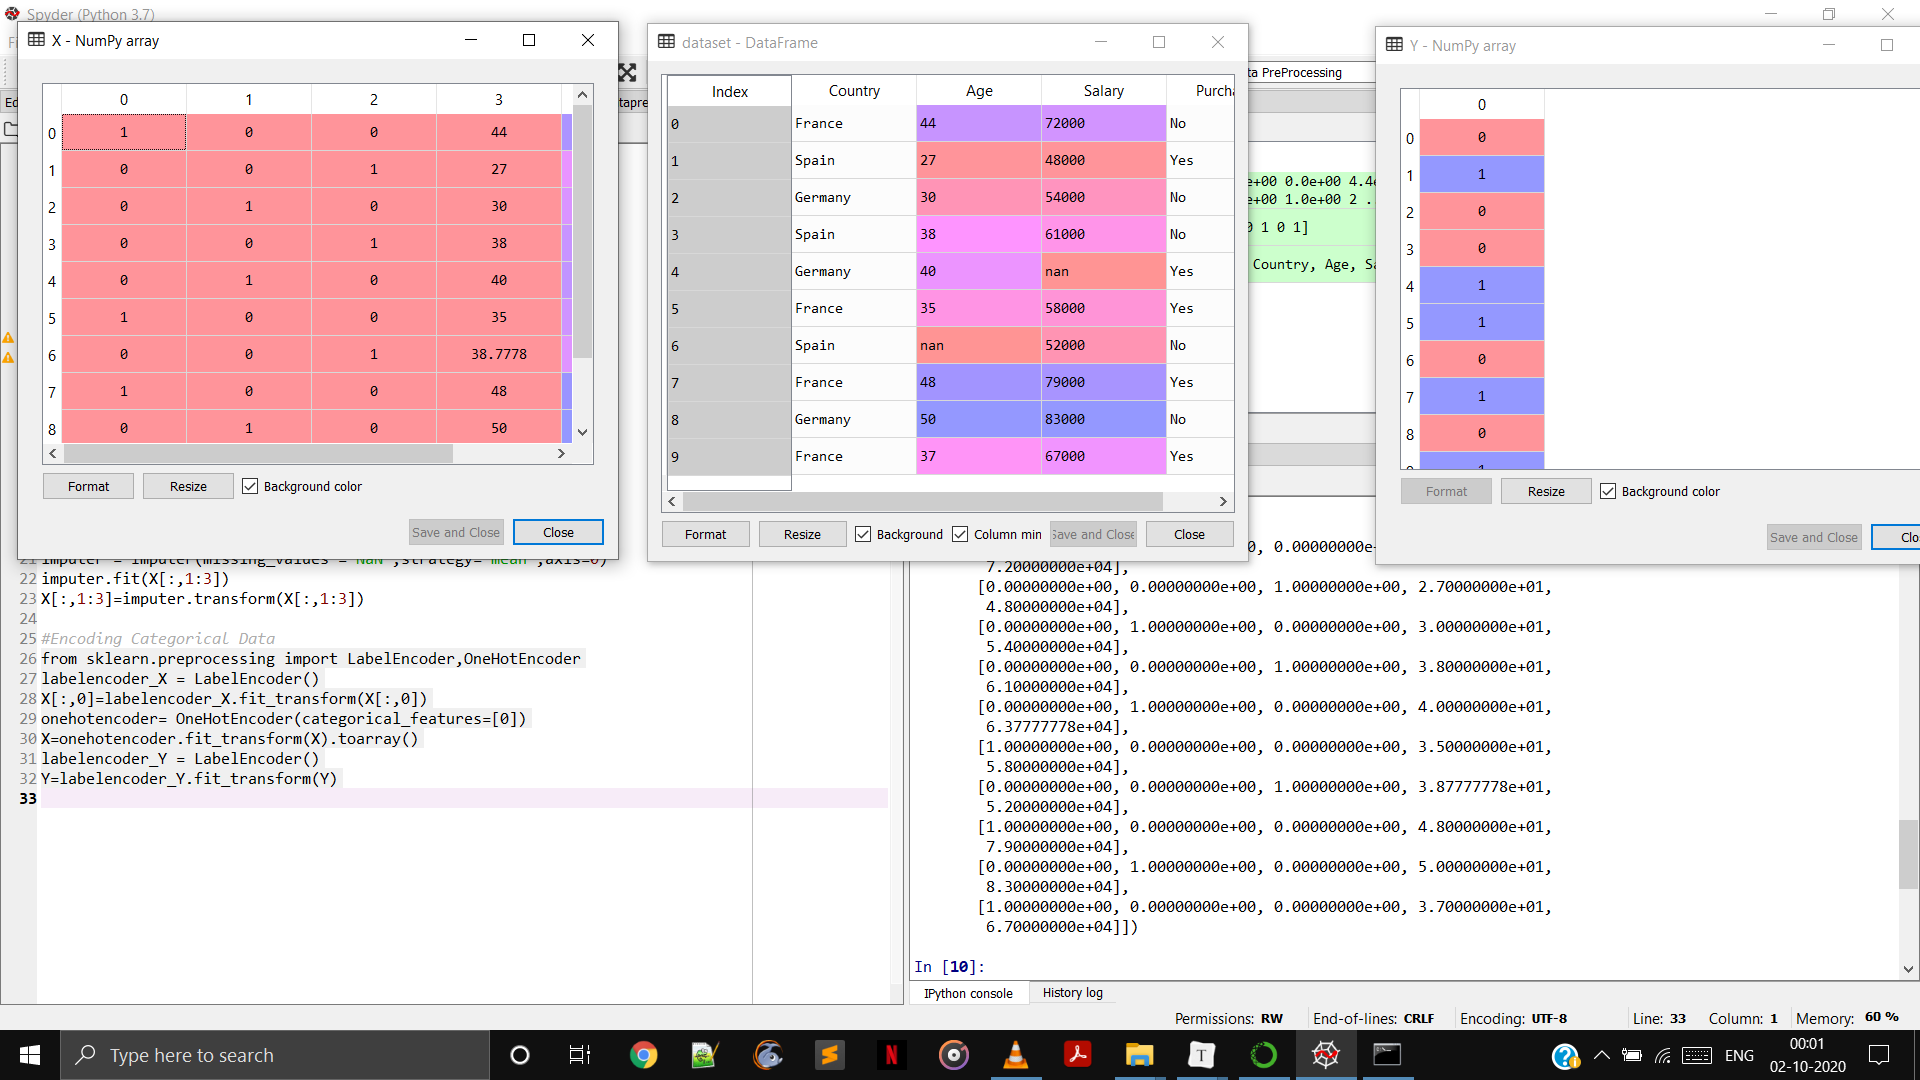 Spyder (Python 3.7)
X - NumPy array
0 1 2 3
0 1 0 0 44
1 0 0 1 27
2 0 1 0 30
3 0 0 1 38
4 0 1 0 40
5 1 0 0 35
6 0 0 1 38.7778
7 1 0 0 48
8 0 1 0 50
Format Resize Background color
Save and Close Close
dataset - DataFrame
Index Country Age Salary Purcha
0 France 44 72000 No
1 Spain 27 48000 Yes
2 Germany 30 54000 No
3 Spain 38 61000 No
4 Germany 40 nan Yes
5 France 35 58000 Yes
6 Spain nan 52000 No
7 France 48 79000 Yes
8 Germany 50 83000 No
9 France 37 67000 Yes
Format Resize Background Column min Save and Close Close
ta PreProcessing
tapre
e+00 0.0e+00 4.4e
e+00 1.0e+00 2 .
0 1 0 1]
Country, Age, Sa
Y - NumPy array
0
0 0
1 1
2 0
3 0
4 1
5 1
6 0
7 1
8 0
Format Resize Background color
Save and Close Clo
21 imputer = Imputer(missing_values = 'NaN',strategy='mean',axis=0)
22 imputer.fit(X[:,1:3])
23 X[:,1:3]=imputer.transform(X[:,1:3])
24
25 #Encoding Categorical Data
26 from sklearn.preprocessing import LabelEncoder,OneHotEncoder
27 labelencoder_X = LabelEncoder()
28 X[:,0]=labelencoder_X.fit_transform(X[:,0])
29 onehotencoder= OneHotEncoder(categorical_features=[0])
30 X=onehotencoder.fit_transform(X).toarray()
31 labelencoder_Y = LabelEncoder()
32 Y=labelencoder_Y.fit_transform(Y)
33
0, 0.00000000e+
7.20000000e+04],
[0.00000000e+00, 0.00000000e+00, 1.00000000e+00, 2.70000000e+01,
4.80000000e+04],
[0.00000000e+00, 1.00000000e+00, 0.00000000e+00, 3.00000000e+01,
5.40000000e+04],
[0.00000000e+00, 0.00000000e+00, 1.00000000e+00, 3.80000000e+01,
6.10000000e+04],
[0.00000000e+00, 1.00000000e+00, 0.00000000e+00, 4.00000000e+01,
6.37777778e+04],
[1.00000000e+00, 0.00000000e+00, 0.00000000e+00, 3.50000000e+01,
5.80000000e+04],
[0.00000000e+00, 0.00000000e+00, 1.00000000e+00, 3.87777778e+01,
5.20000000e+04],
[1.00000000e+00, 0.00000000e+00, 0.00000000e+00, 4.80000000e+01,
7.90000000e+04],
[0.00000000e+00, 1.00000000e+00, 0.00000000e+00, 5.00000000e+01,
8.30000000e+04],
[1.00000000e+00, 0.00000000e+00, 0.00000000e+00, 3.70000000e+01,
6.70000000e+04]])
In [10]:
IPython console History log
Permissions: RW End-of-lines: CRLF Encoding: UTF-8 Line: 33 Column: 1 Memory: 60 %
Type here to search
ENG
00:01
02-10-2020